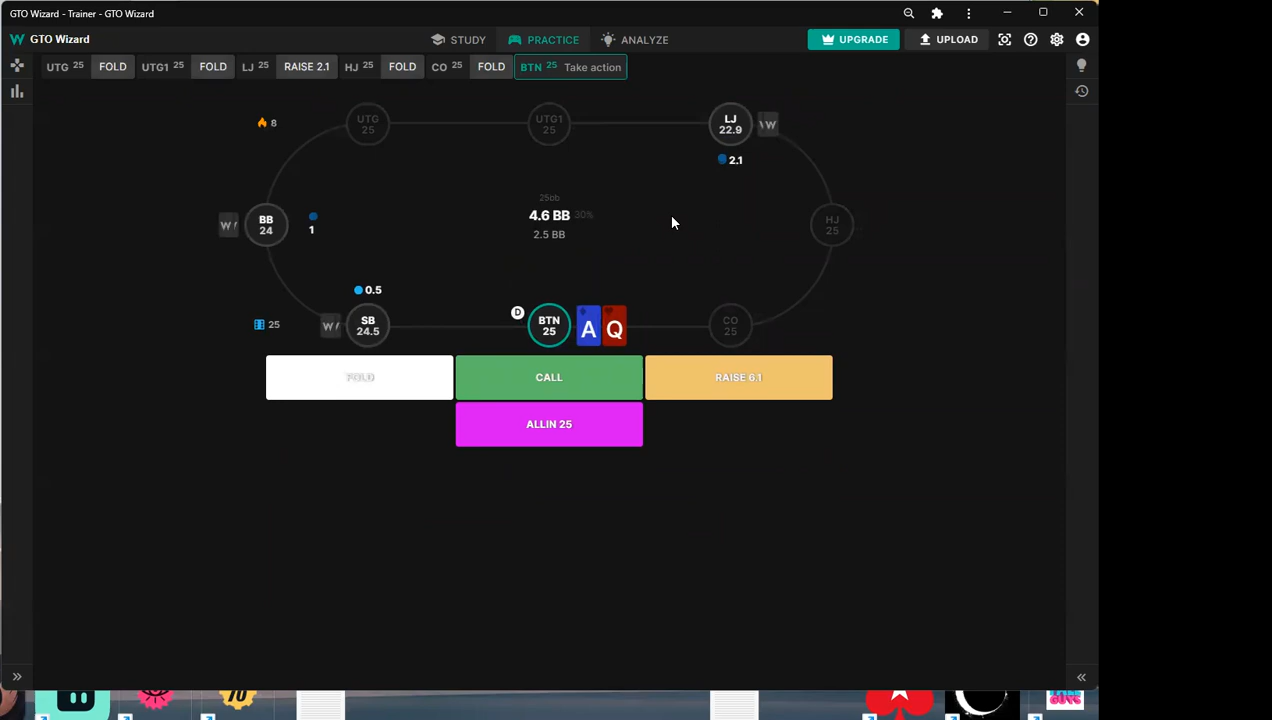 GTO Wizard - Trainer - GTO Wizard
GTO Wizard
STUDY
PRACTICE
ANALYZE
UPGRADE
UPLOAD
UTG 25 FOLD UTG1 25 FOLD LJ 25 RAISE 2.1 HJ 25 FOLD CO 25 FOLD BTN 25 Take action
8
UTG
25
UTG1
25
LJ
22.9
W
2.1
25bb
4.6 BB 30%
2.5 BB
W
BB
24
1
HJ
25
0.5
25
W
SB
24.5
D
BTN
25
A Q
CO
25
FOLD
CALL
RAISE 6.1
ALLIN 25